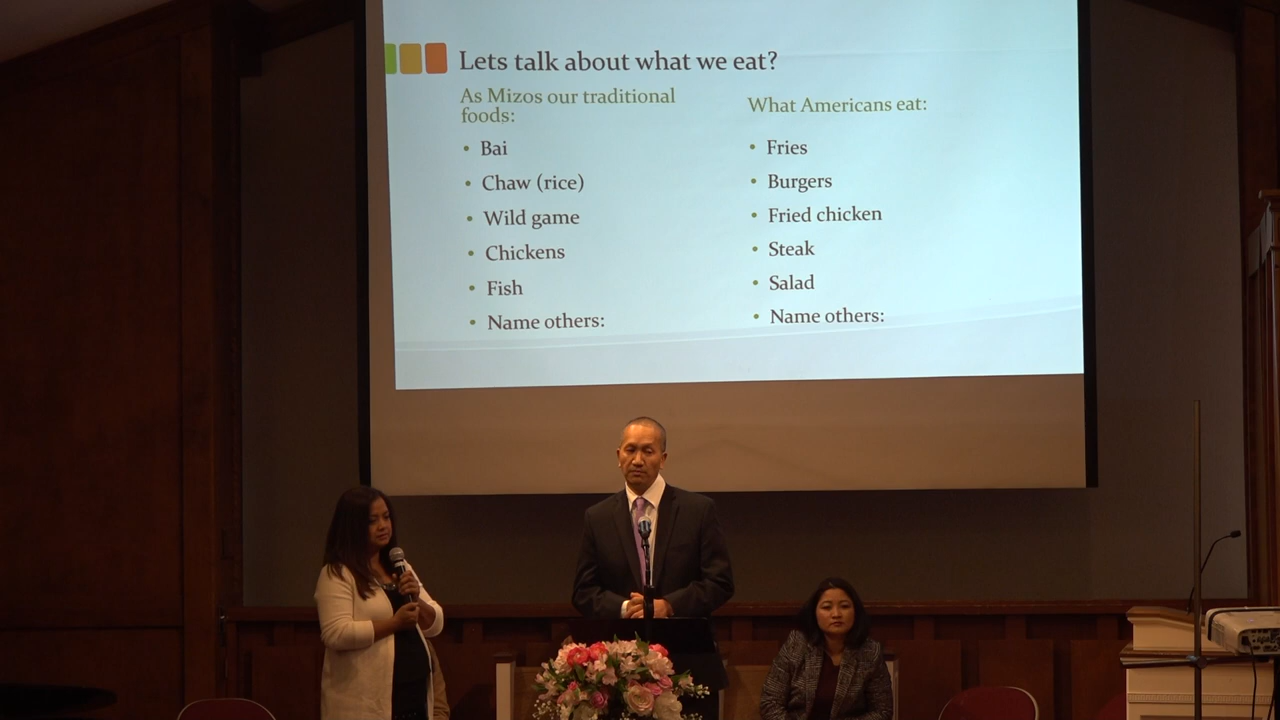 Lets talk about what we eat?
As Mizos our traditional
foods:
• Bai
• Chaw (rice)
• Wild game
• Chickens
• Fish
• Name others:
What Americans eat:
• Fries
• Burgers
• Fried chicken
• Steak
• Salad
• Name others: